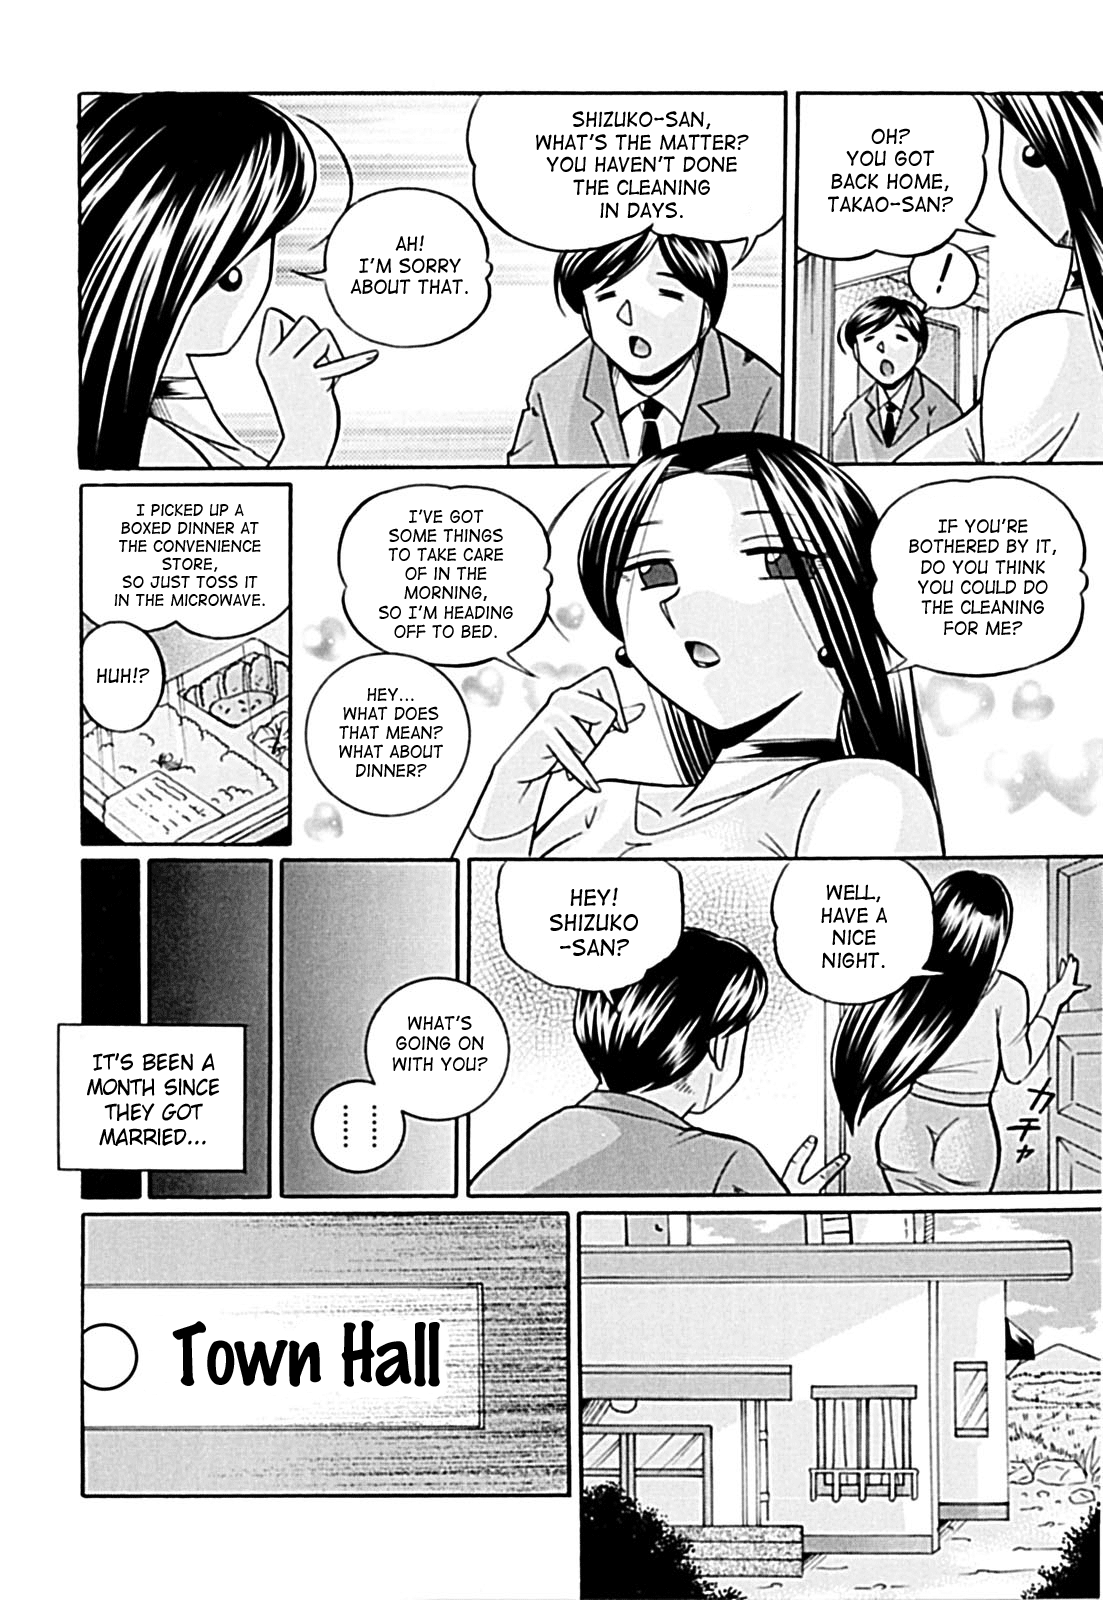 OH?
YOU GOT
BACK HOME,
TAKAO-SAN?
!
SHIZUKO-SAN,
WHAT'S THE MATTER?
YOU HAVEN'T DONE
THE CLEANING
IN DAYS.
AH!
I'M SORRY
ABOUT THAT.
IF YOU'RE
BOTHERED BY IT,
DO YOU THINK
YOU COULD DO
THE CLEANING
FOR ME?
I'VE GOT
SOME THINGS
TO TAKE CARE
OF IN THE
MORNING,
SO I'M HEADING
OFF TO BED.
HEY...
WHAT DOES
THAT MEAN?
WHAT ABOUT
DINNER?
I PICKED UP A
BOXED DINNER AT
THE CONVENIENCE
STORE,
SO JUST TOSS IT
IN THE MICROWAVE.
HUH!?
WELL,
HAVE A
NICE
NIGHT.
カチャ
HEY!
SHIZUKO
-SAN?
WHAT'S
GOING ON
WITH YOU?
......
IT'S BEEN A
MONTH SINCE
THEY GOT
MARRIED...
Town Hall